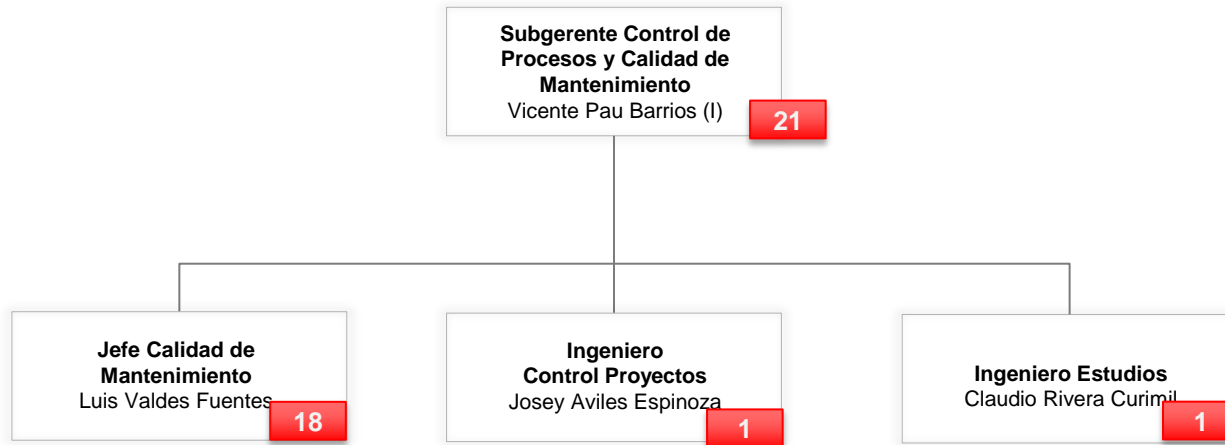 Subgerente Control de
Procesos y Calidad de
Mantenimiento
Vicente Pau Barrios (I)
21
Jefe Calidad de
Mantenimiento
Luis Valdes Fuentes
18
Ingeniero
Control Proyectos
Josey Aviles Espinoza
1
Ingeniero Estudios
Claudio Rivera Curimil
1